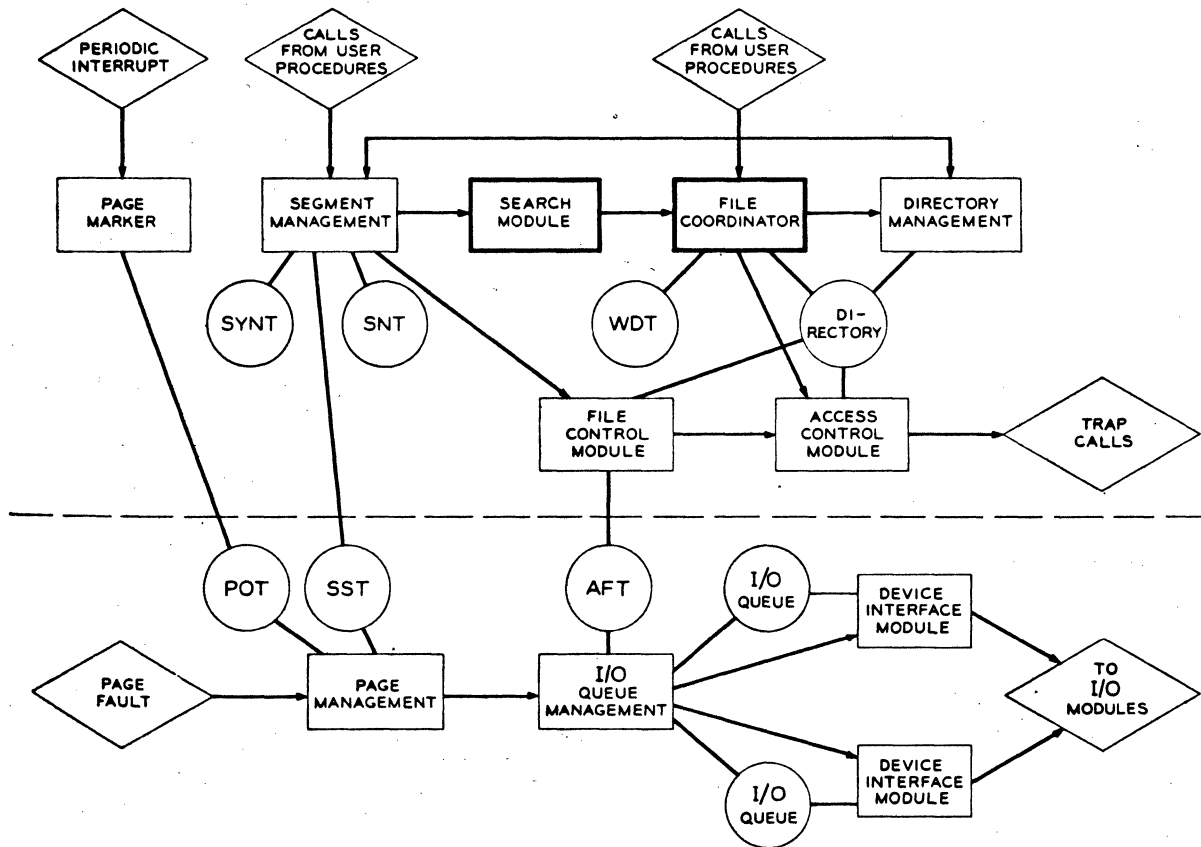 PERIODIC
INTERRUPT
CALLS
FROM USER
PROCEDURES
CALLS
FROM USER
PROCEDURES
PAGE
MARKER
SEGMENT
MANAGEMENT
SEARCH
MODULE
FILE
COORDINATOR
DIRECTORY
MANAGEMENT
SYNT
SNT
WDT
DI-
RECTORY
FILE
CONTROL
MODULE
ACCESS
CONTROL
MODULE
TRAP
CALLS
POT
SST
AFT
I/O
QUEUE
DEVICE
INTERFACE
MODULE
PAGE
FAULT
PAGE
MANAGEMENT
I/O
QUEUE
MANAGEMENT
TO
I/O
MODULES
I/O
QUEUE
DEVICE
INTERFACE
MODULE